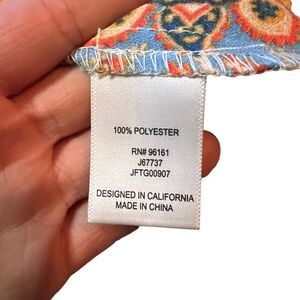 100% POLYESTER
RN# 96161
J67737
JFTG00907
DESIGNED IN CALIFORNIA
MADE IN CHINA